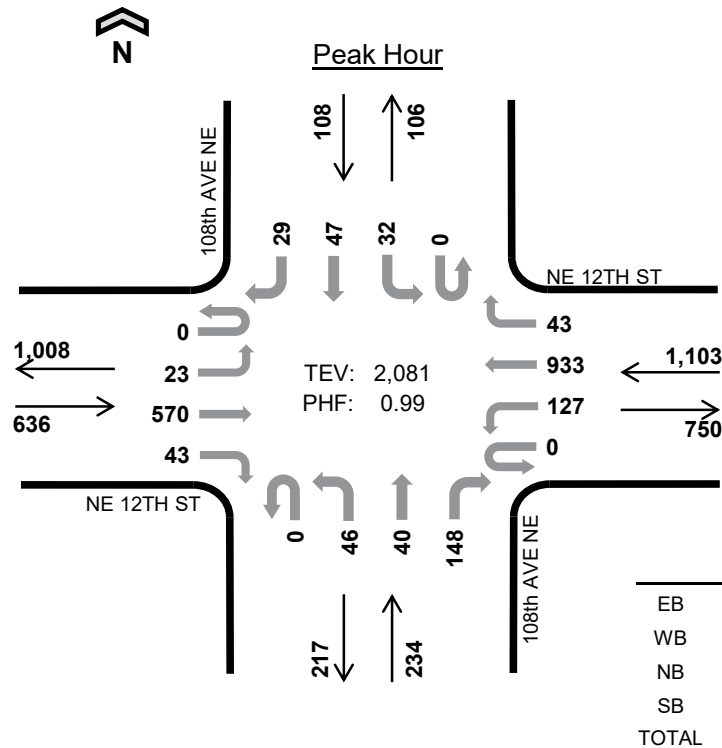 N
Peak Hour
108
106
108th AVE NE
29
47
32
0
NE 12TH ST
0
43
1,008
23
TEV: 2,081
933
1,103
PHF: 0.99
636
570
127
750
43
0
NE 12TH ST
0
46
40
148
108th AVE NE
217
234
EB
WB
NB
SB
TOTAL